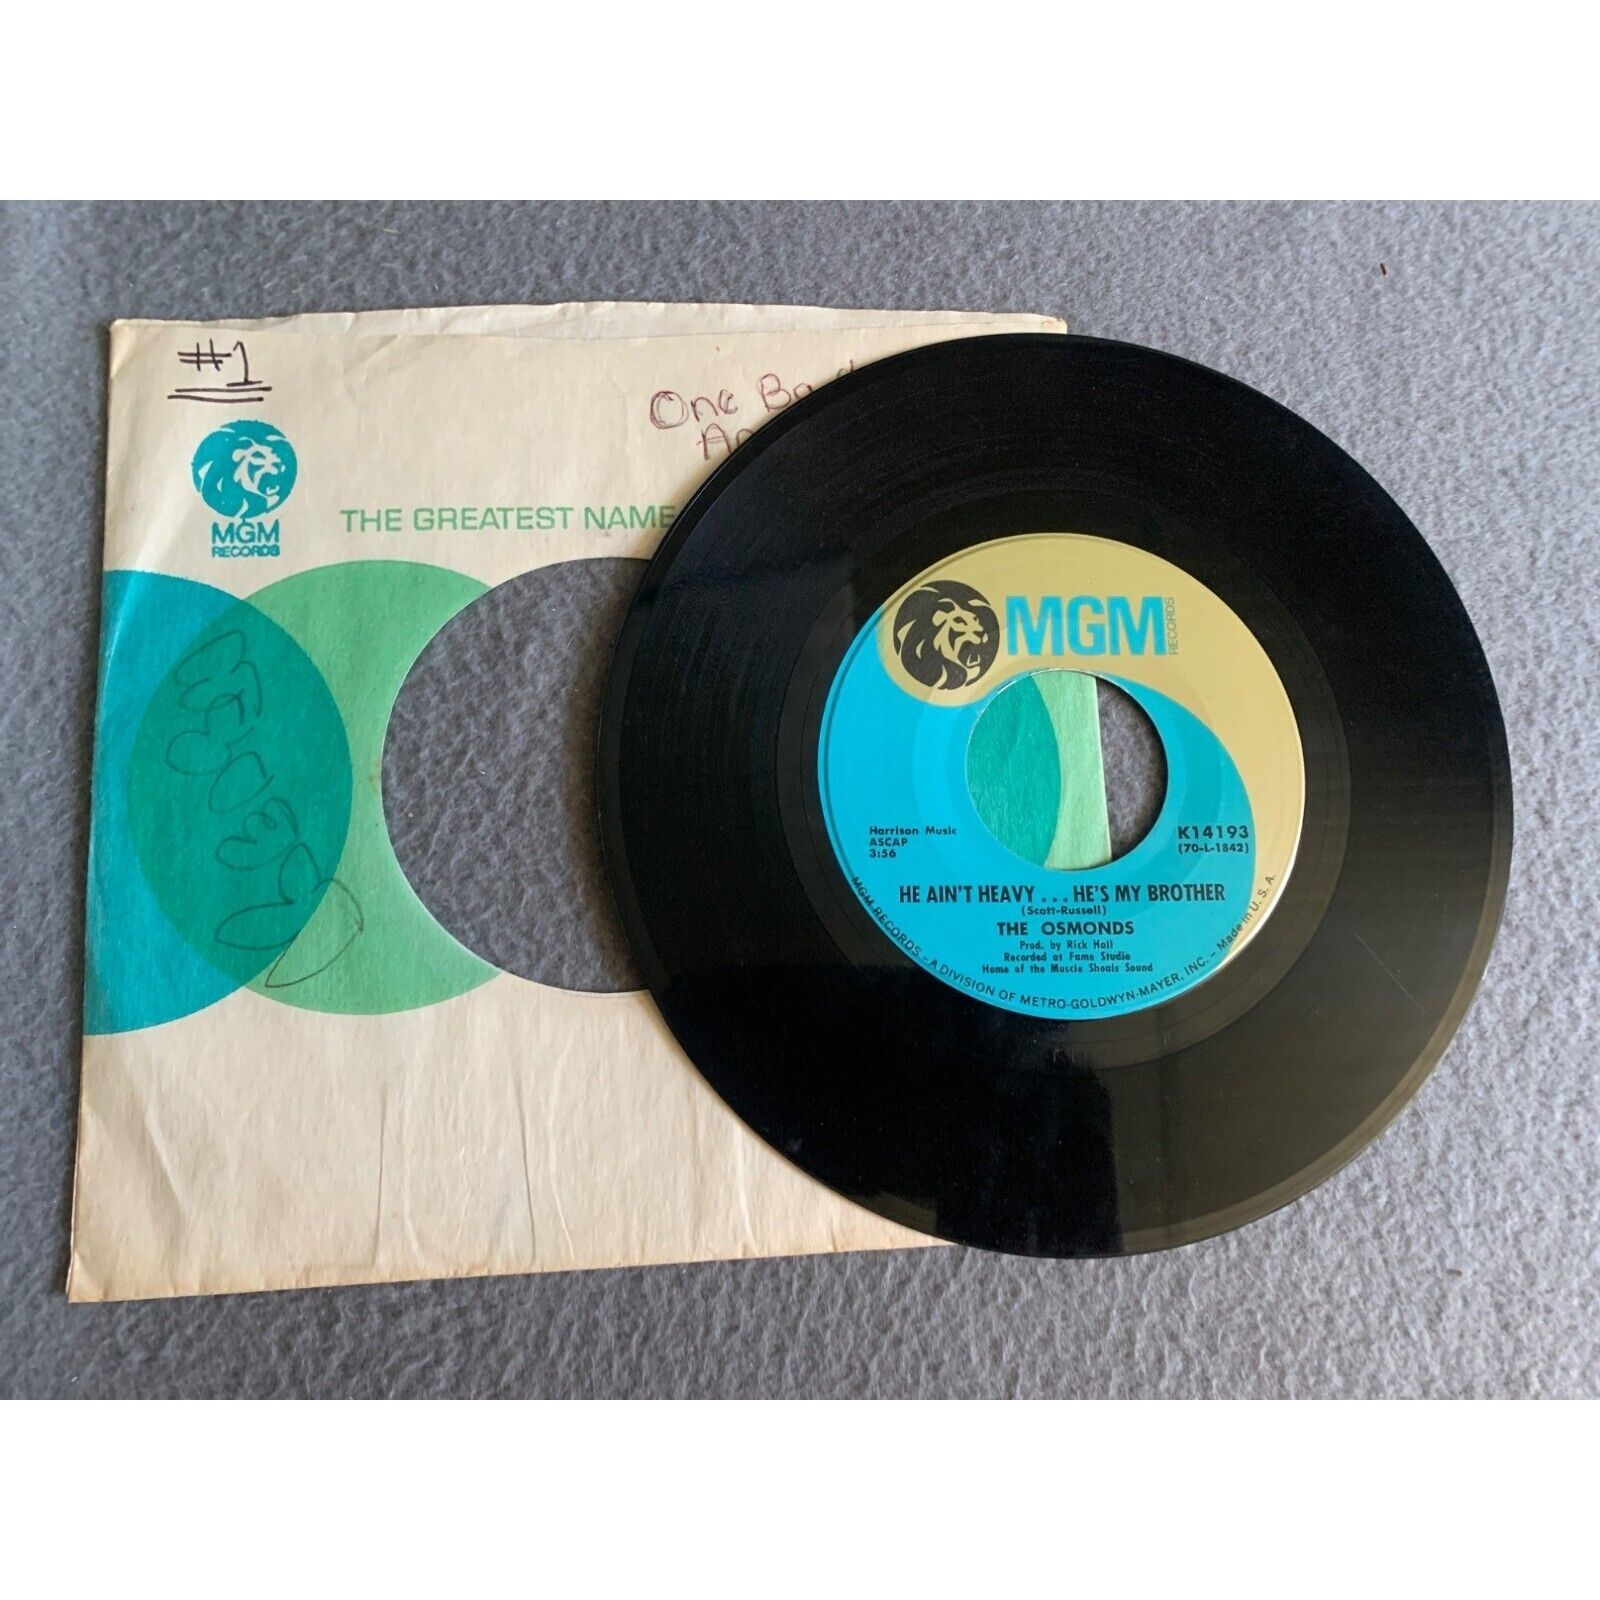 #1
One
MGM
RECORDS
THE GREATEST NAME
MGM RECORDS
Harrison Music
ASCAP
3:56
K14193
(70-L-1842)
HE AIN'T HEAVY . . . HE'S MY BROTHER
(Scott-Russell)
THE OSMONDS
Prod. by Rick Hall
Recorded at Fame Studio
Home of the Muscle Shoals Sound
MGM RECORDS – A DIVISION OF METRO-GOLDWYN-MAYER, INC. – Made in U. S. A.